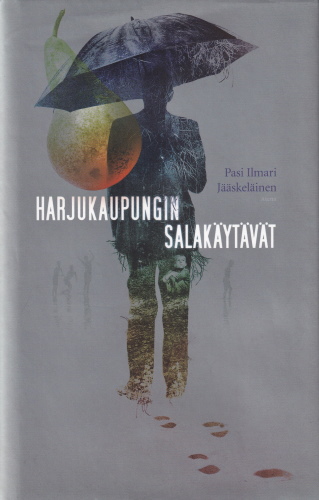 Pasi Ilmari
Jääskeläinen
HARJUKAUPUNGIN
SALAKÄYTÄVÄT